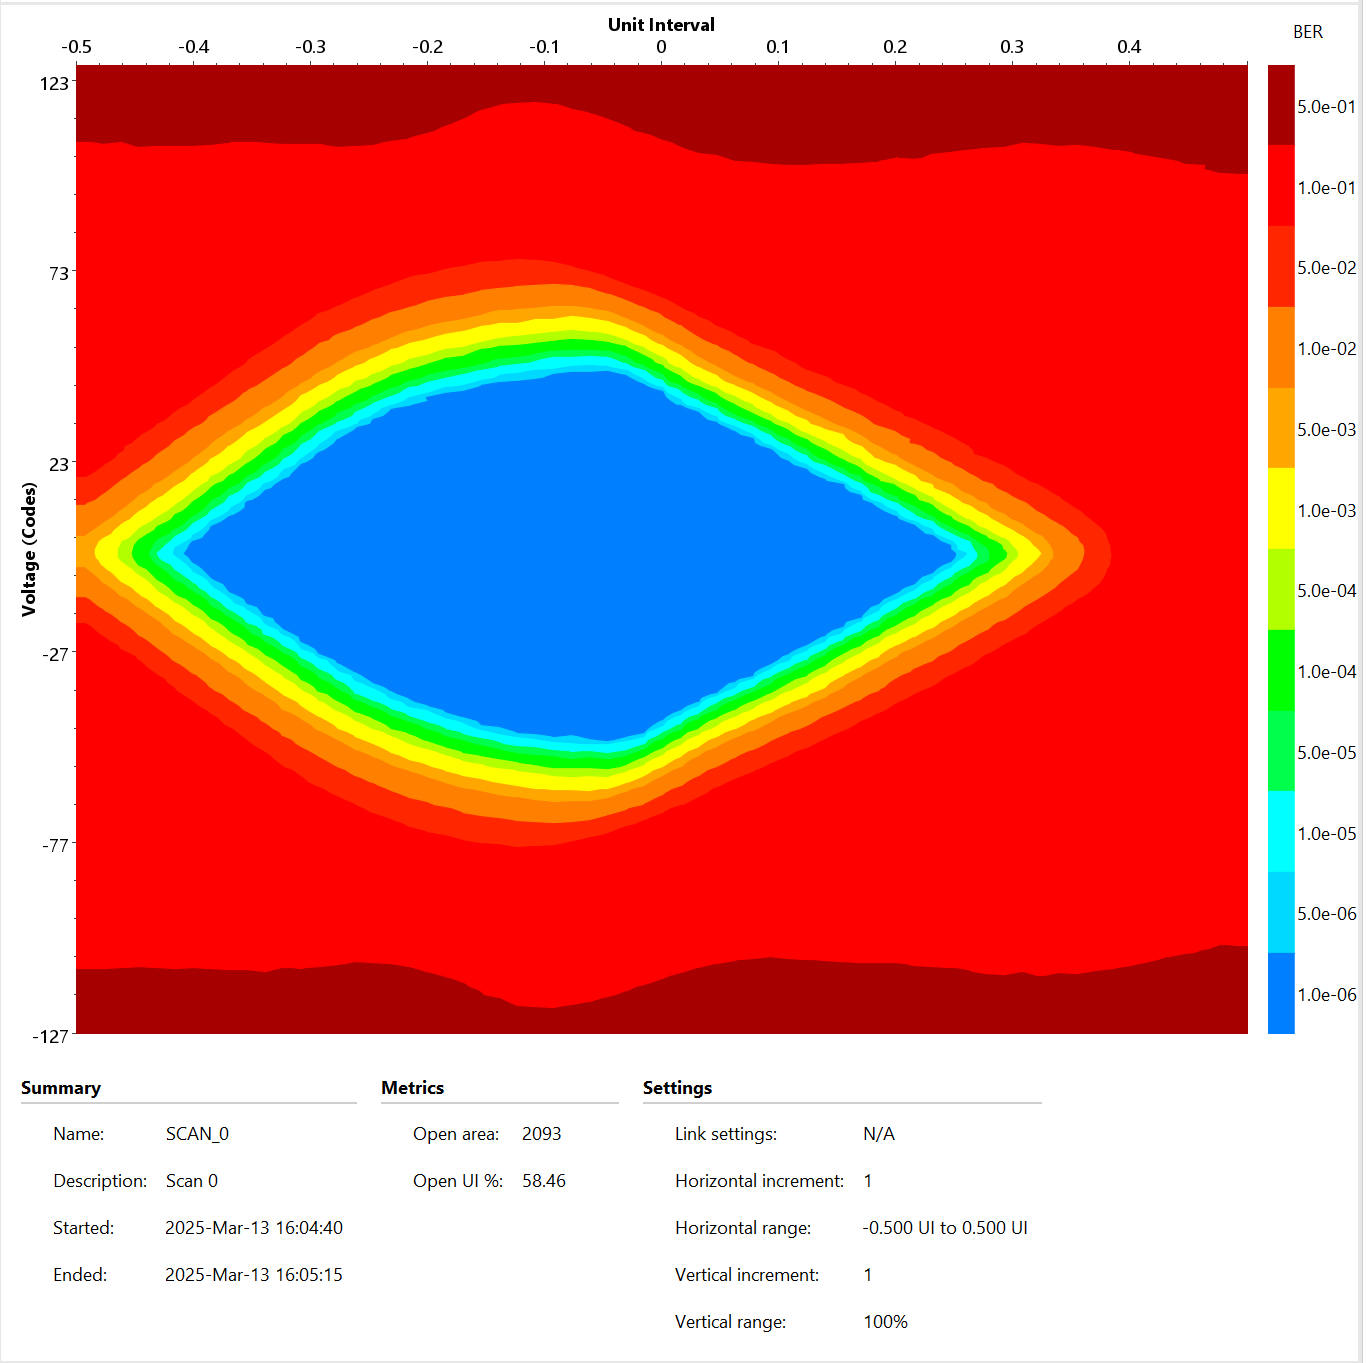 Unit Interval
BER
-0.5 -0.4 -0.3 -0.2 -0.1 0 0.1 0.2 0.3 0.4
123
73
23
-27
-77
-127
Voltage (Codes)
5.0e-01
1.0e-01
5.0e-02
1.0e-02
5.0e-03
1.0e-03
5.0e-04
1.0e-04
5.0e-05
1.0e-05
5.0e-06
1.0e-06
Summary
Name: SCAN_0
Description: Scan 0
Started: 2025-Mar-13 16:04:40
Ended: 2025-Mar-13 16:05:15
Metrics
Open area: 2093
Open UI %: 58.46
Settings
Link settings: N/A
Horizontal increment: 1
Horizontal range: -0.500 UI to 0.500 UI
Vertical increment: 1
Vertical range: 100%